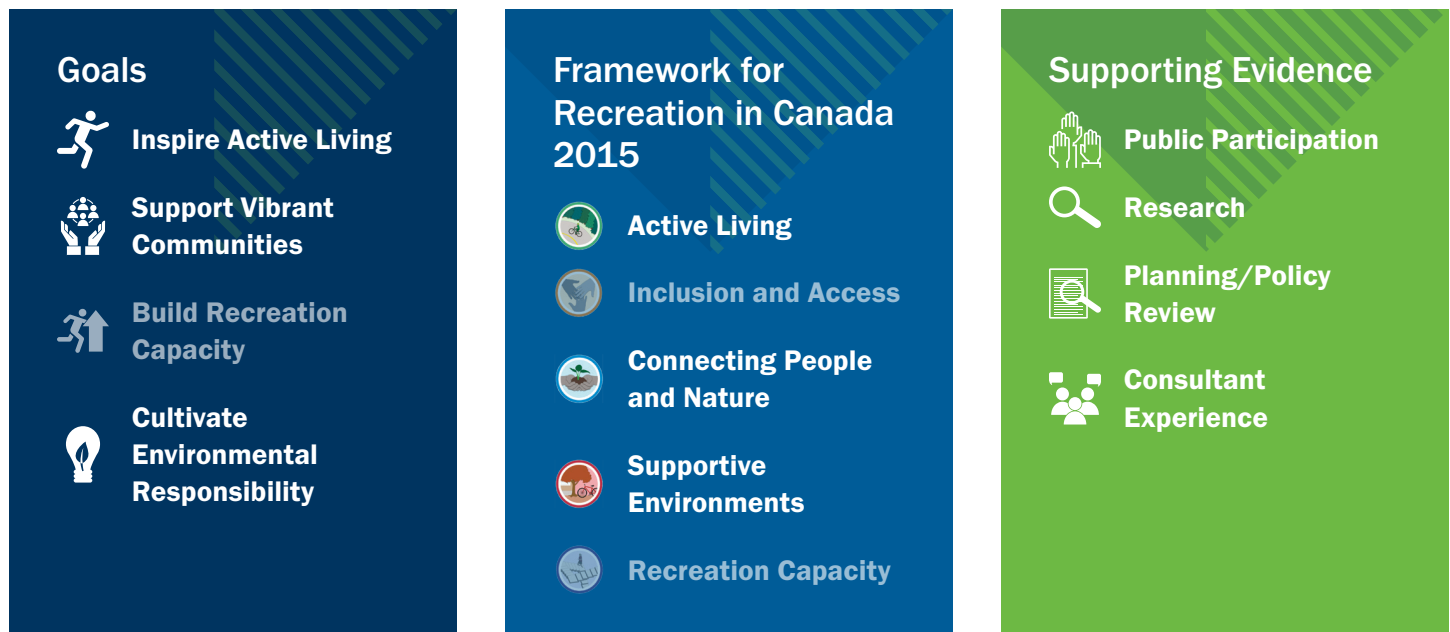 Goals
Inspire Active Living
Support Vibrant
Communities
Build Recreation
Capacity
Cultivate
Environmental
Responsibility
Framework for
Recreation in Canada
2015
Active Living
Inclusion and Access
Connecting People
and Nature
Supportive
Environments
Recreation Capacity
Supporting Evidence
Public Participation
Research
Planning/Policy
Review
Consultant
Experience